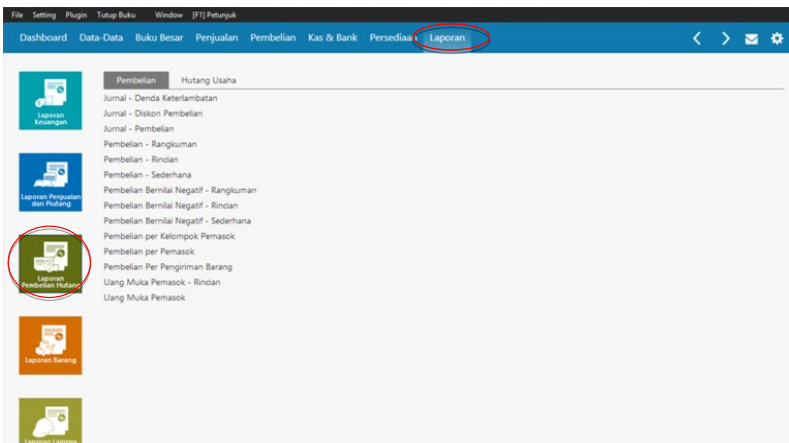 File Setting Plugin Tutup Buku Window [F1] Petunjuk
Dashboard Data-Data Buku Besar Penjualan Pembelian Kas & Bank Persediaan Laporan
Laporan
Keuangan
Laporan Penjualan
dan Piutang
Laporan
Pembelian Hutang
Laporan Barang
Laporan Lainnya
Pembelian Hutang Usaha
Jurnal - Denda Keterlambatan
Jurnal - Diskon Pembelian
Jurnal - Pembelian
Pembelian - Rangkuman
Pembelian - Rincian
Pembelian - Sederhana
Pembelian Bernilai Negatif - Rangkuman
Pembelian Bernilai Negatif - Rincian
Pembelian Bernilai Negatif - Sederhana
Pembelian per Kelompok Pemasok
Pembelian per Pemasok
Pembelian Per Pengiriman Barang
Uang Muka Pemasok - Rincian
Uang Muka Pemasok